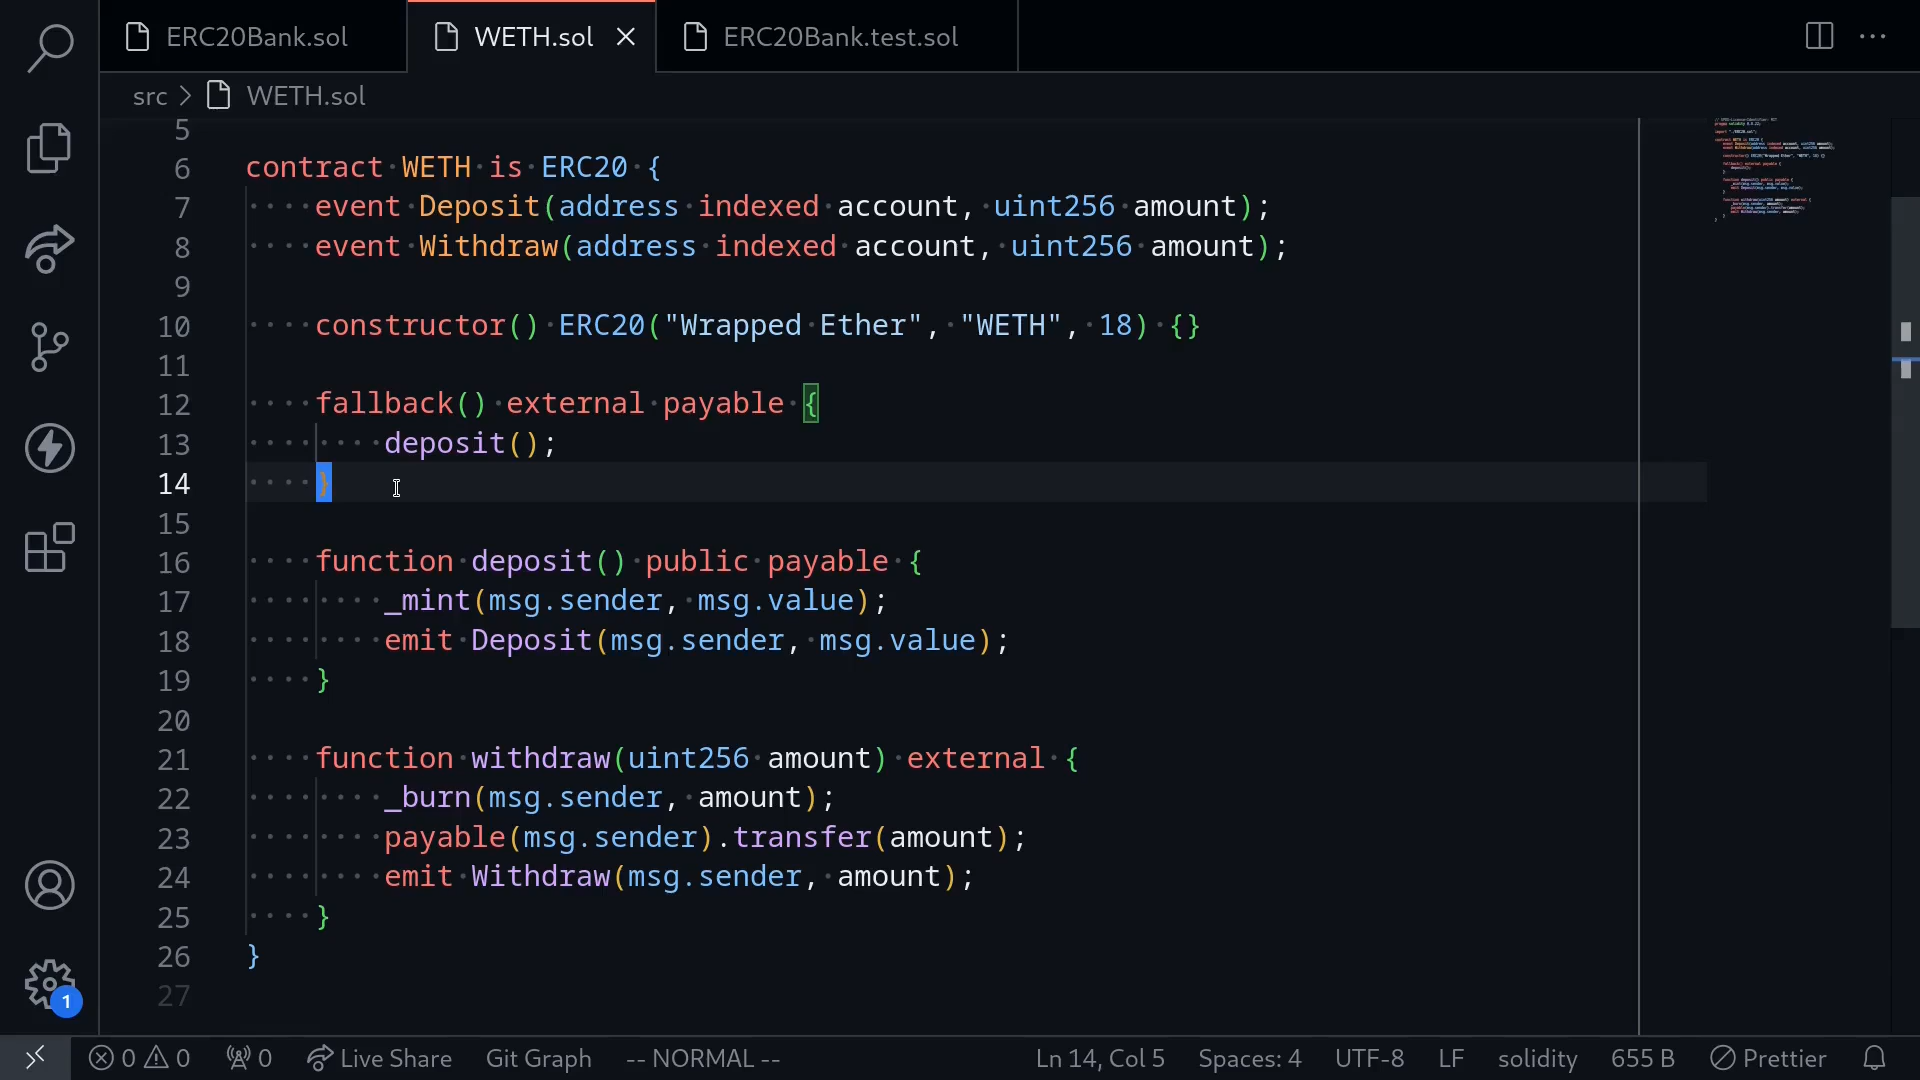 ERC20Bank.sol WETH.sol ERC20Bank.test.sol
src > WETH.sol
5
6 contract WETH is ERC20 {
7 event Deposit(address indexed account, uint256 amount);
8 event Withdraw(address indexed account, uint256 amount);
9
10 constructor() ERC20("Wrapped Ether", "WETH", 18) {}
11
12 fallback() external payable {
13 deposit();
14 }
15
16 function deposit() public payable {
17 _mint(msg.sender, msg.value);
18 emit Deposit(msg.sender, msg.value);
19 }
20
21 function withdraw(uint256 amount) external {
22 _burn(msg.sender, amount);
23 payable(msg.sender).transfer(amount);
24 emit Withdraw(msg.sender, amount);
25 }
26 }
27
1
0 0 0 Live Share Git Graph -- NORMAL -- Ln 14, Col 5 Spaces: 4 UTF-8 LF solidity 655 B Prettier